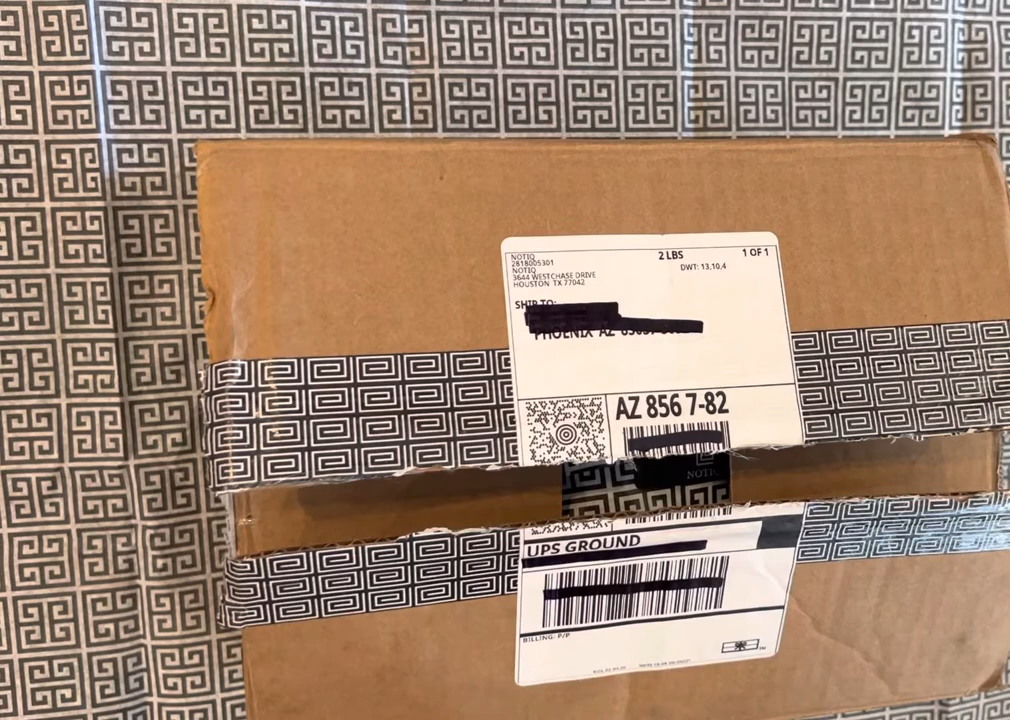 NOTIQ
2818005301
NOTIQ
3644 WESTCHASE DRIVE
HOUSTON TX 77042
2 LBS
1 OF 1
DWT: 13,10,4
SHIP TO:
PHOENIX AZ
AZ 856 7-82
NOTIQ
UPS GROUND
BILLING: P/P